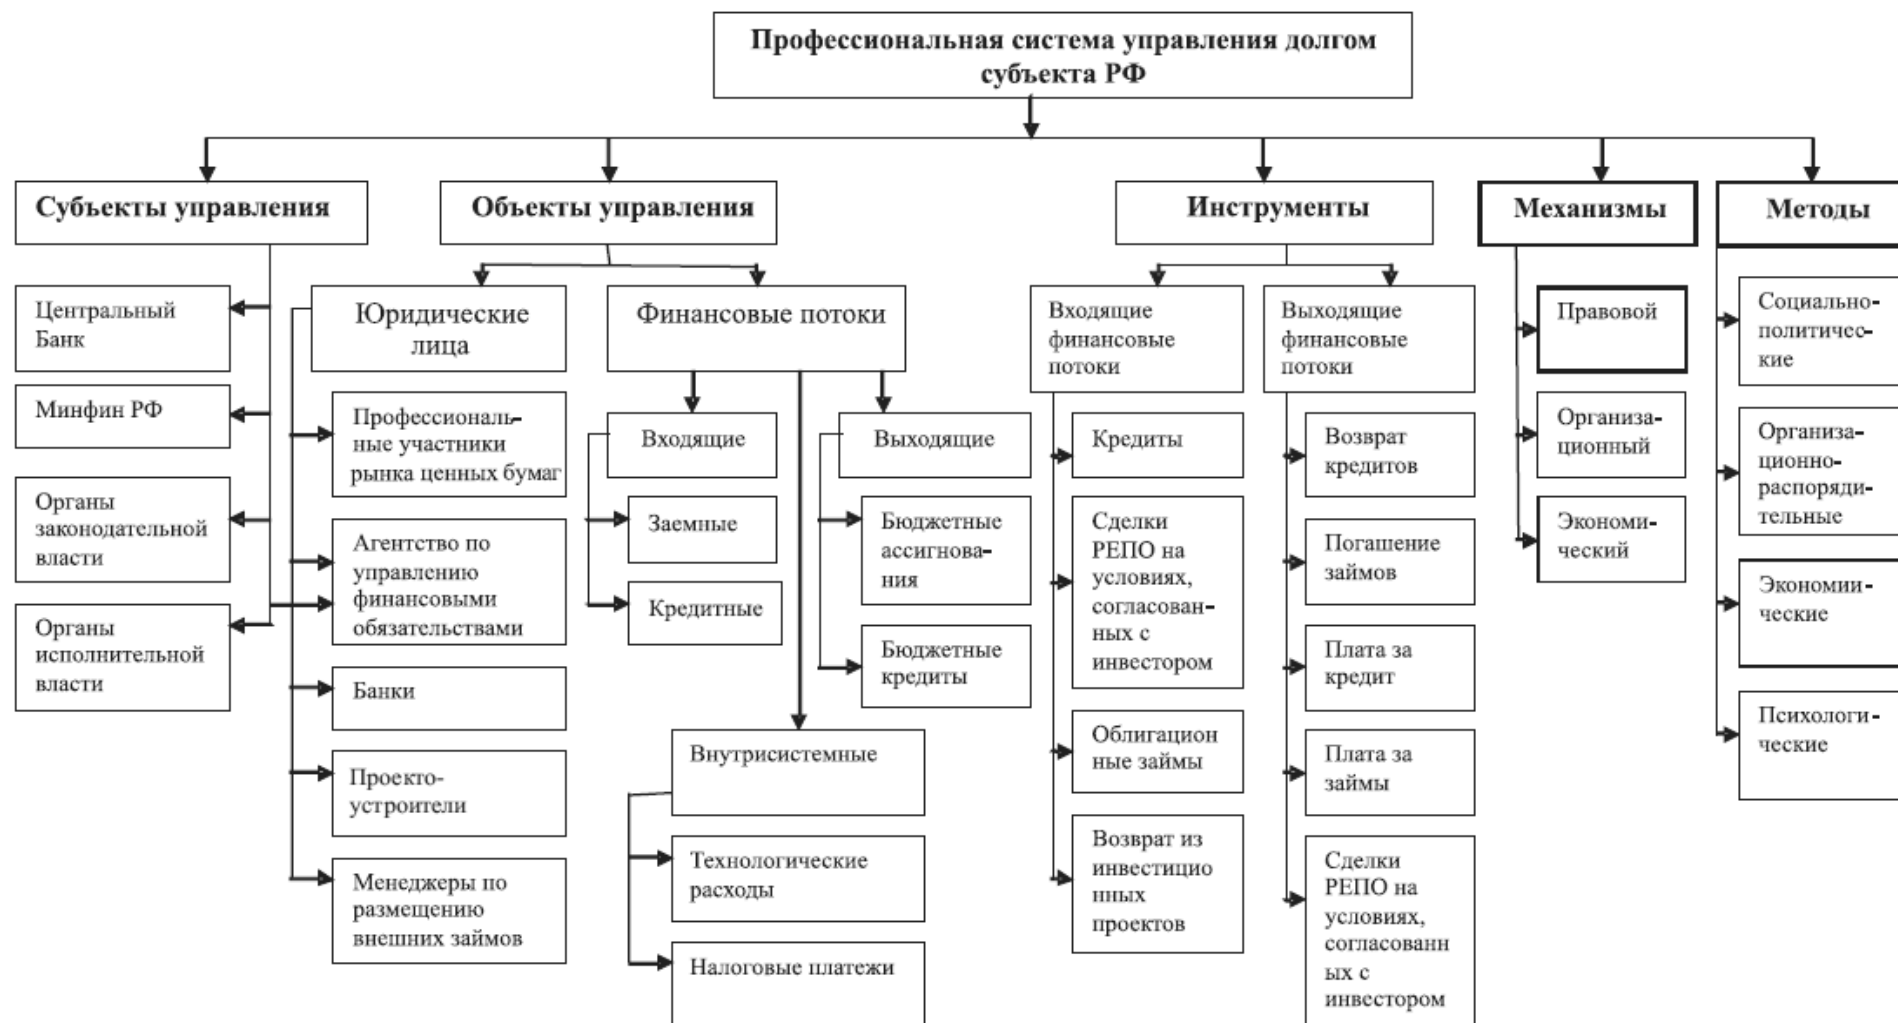 Профессиональная система управления долгом
субъекта РФ
Субъекты управления
Объекты управления
Инструменты
Механизмы
Методы
Центральный
Банк
Минфин РФ
Органы
законодательной
власти
Органы
исполнительной
власти
Юридические
лица
Профессиональ-
ные участники
рынка ценных бумаг
Агентство по
управлению
финансовыми
обязательствами
Банки
Проекто-
устроители
Менеджеры по
размещению
внешних займов
Финансовые потоки
Входящие
Заемные
Кредитные
Выходящие
Бюджетные
ассигнова-
ния
Бюджетные
кредиты
Внутрисистемные
Технологические
расходы
Налоговые платежи
Входящие
финансовые
потоки
Кредиты
Сделки
РЕПО на
условиях,
согласован-
ных с
инвестором
Облигацион
ные займы
Возврат из
инвестицио
нных
проектов
Выходящие
финансовые
потоки
Возврат
кредитов
Погашение
займов
Плата за
кредит
Плата за
займы
Сделки
РЕПО на
условиях,
согласованн
ых с
инвестором
Правовой
Организа-
ционный
Экономи-
ческий
Социально-
политичес-
кие
Организа-
ционно-
распоряди-
тельные
Экономии-
ческие
Психологи-
ческие